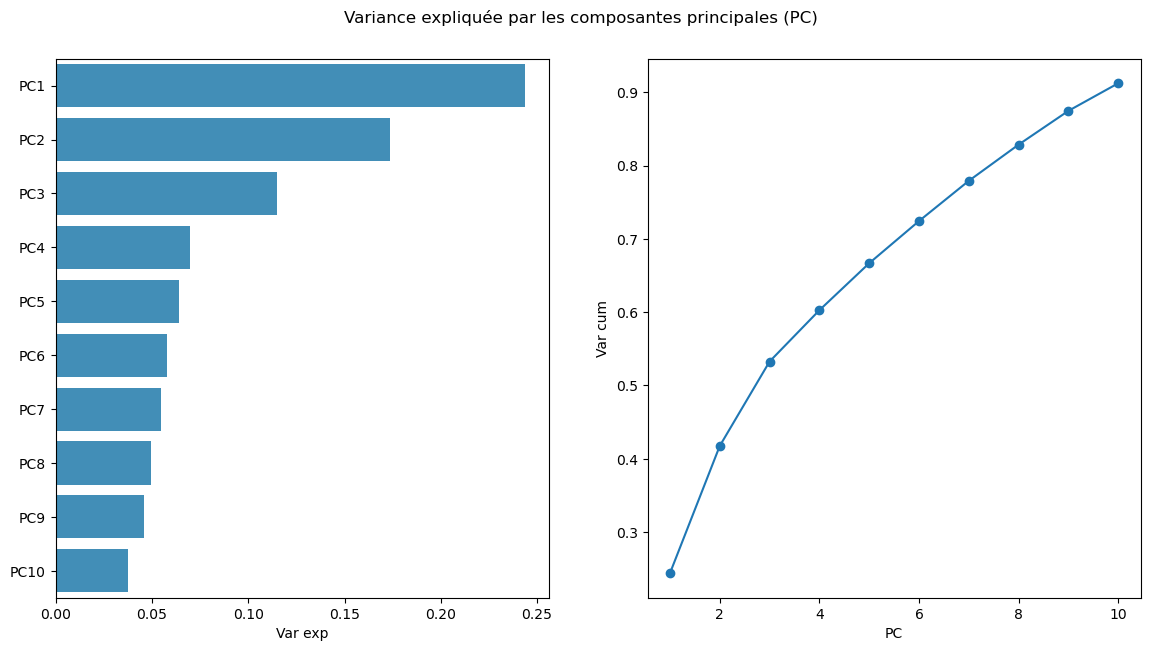 Variance expliquée par les composantes principales (PC)
PC1
PC2
PC3
PC4
PC5
PC6
PC7
PC8
PC9
PC10
0.00 0.05 0.10 0.15 0.20 0.25
Var exp
0.9
0.8
0.7
0.6
0.5
0.4
0.3
Var cum
2 4 6 8 10
PC